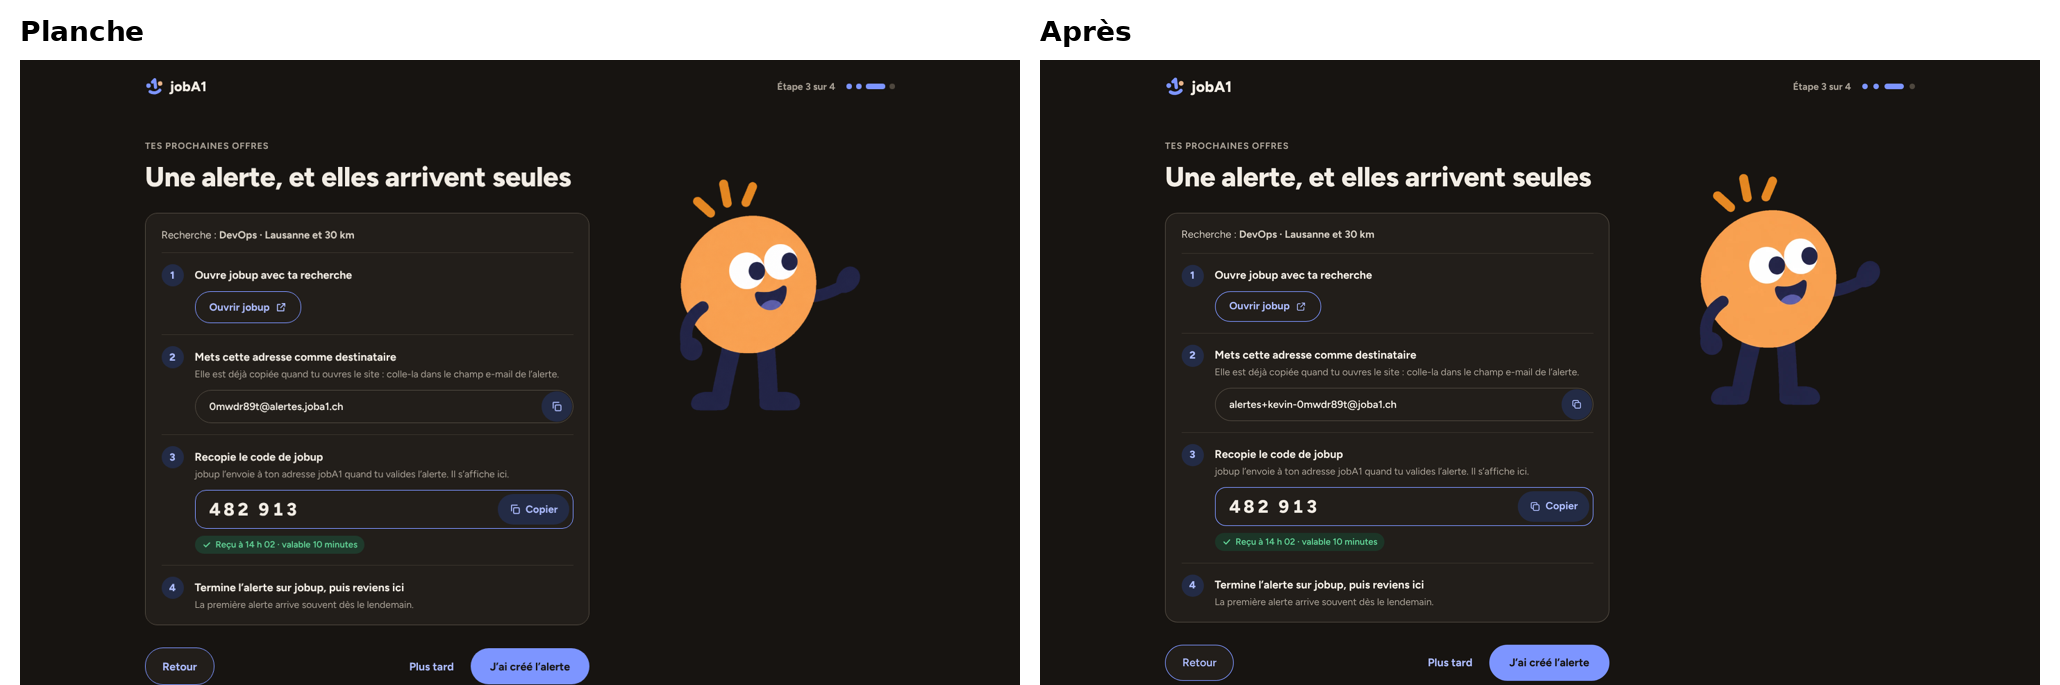 Planche
jobA1
Étape 3 sur 4
TES PROCHAINES OFFRES
Une alerte, et elles arrivent seules
Recherche : DevOps · Lausanne et 30 km
1 Ouvre jobup avec ta recherche
Ouvrir jobup
2 Mets cette adresse comme destinataire
Elle est déjà copiée quand tu ouvres le site : colle-la dans le champ e-mail de l’alerte.
0mwdr89t@alertes.joba1.ch
3 Recopie le code de jobup
jobup l’envoie à ton adresse jobA1 quand tu valides l’alerte. Il s’affiche ici.
482 913 Copier
Reçu à 14 h 02 · valable 10 minutes
4 Termine l’alerte sur jobup, puis reviens ici
La première alerte arrive souvent dès le lendemain.
Retour Plus tard J’ai créé l’alerte
Après
jobA1
Étape 3 sur 4
TES PROCHAINES OFFRES
Une alerte, et elles arrivent seules
Recherche : DevOps · Lausanne et 30 km
1 Ouvre jobup avec ta recherche
Ouvrir jobup
2 Mets cette adresse comme destinataire
Elle est déjà copiée quand tu ouvres le site : colle-la dans le champ e-mail de l’alerte.
alertes+kevin-0mwdr89t@joba1.ch
3 Recopie le code de jobup
jobup l’envoie à ton adresse jobA1 quand tu valides l’alerte. Il s’affiche ici.
482 913 Copier
Reçu à 14 h 02 · valable 10 minutes
4 Termine l’alerte sur jobup, puis reviens ici
La première alerte arrive souvent dès le lendemain.
Retour Plus tard J’ai créé l’alerte